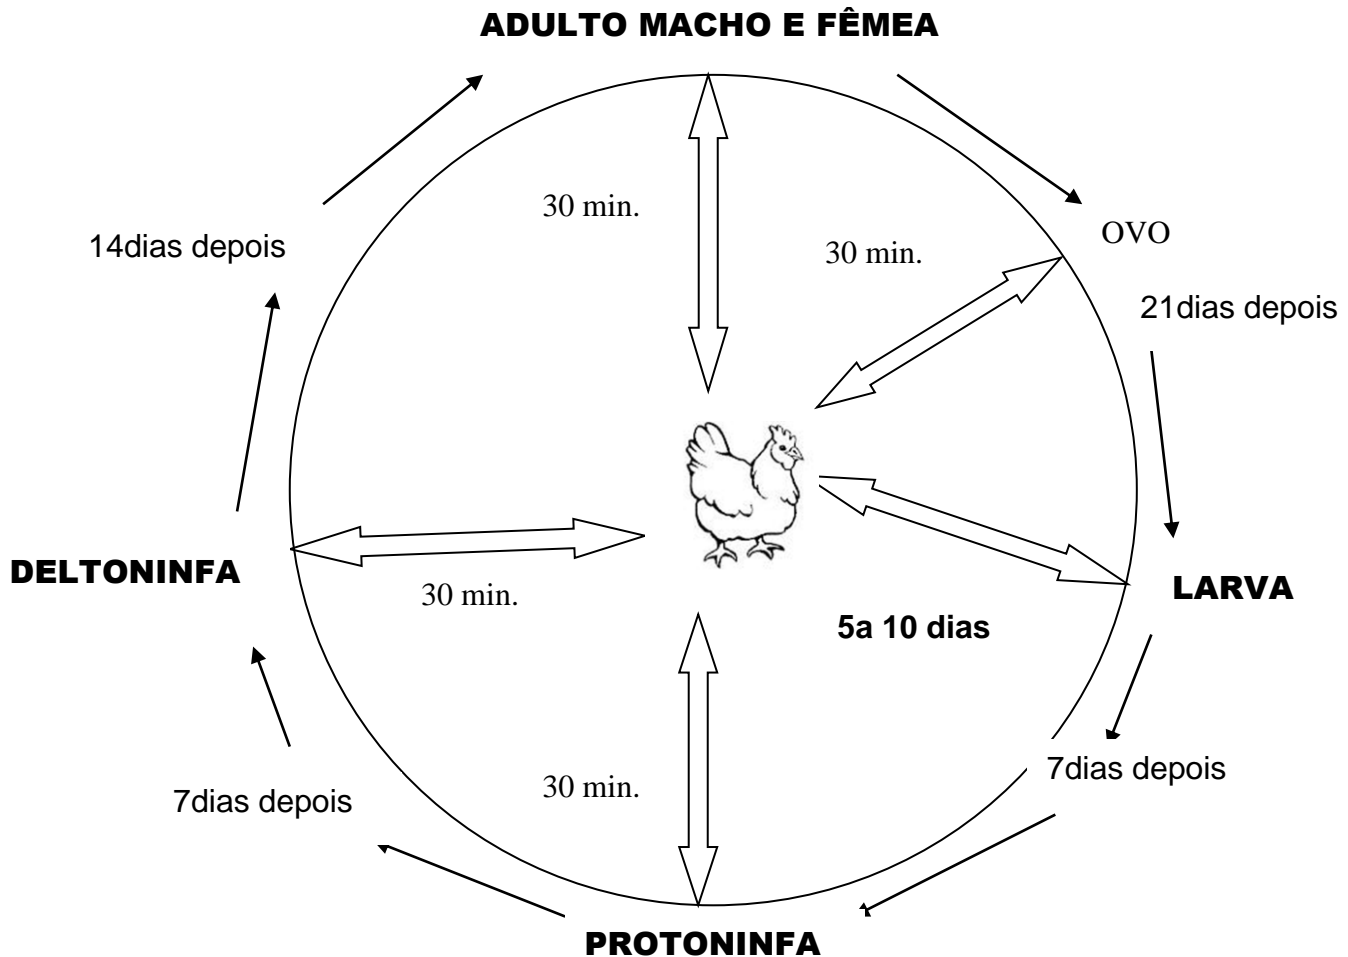 ADULTO MACHO E FÊMEA
30 min.
14dias depois
30 min.
OVO
21dias depois
DELTONINFA
30 min.
LARVA
5a 10 dias
7dias depois
30 min.
7dias depois
PROTONINFA